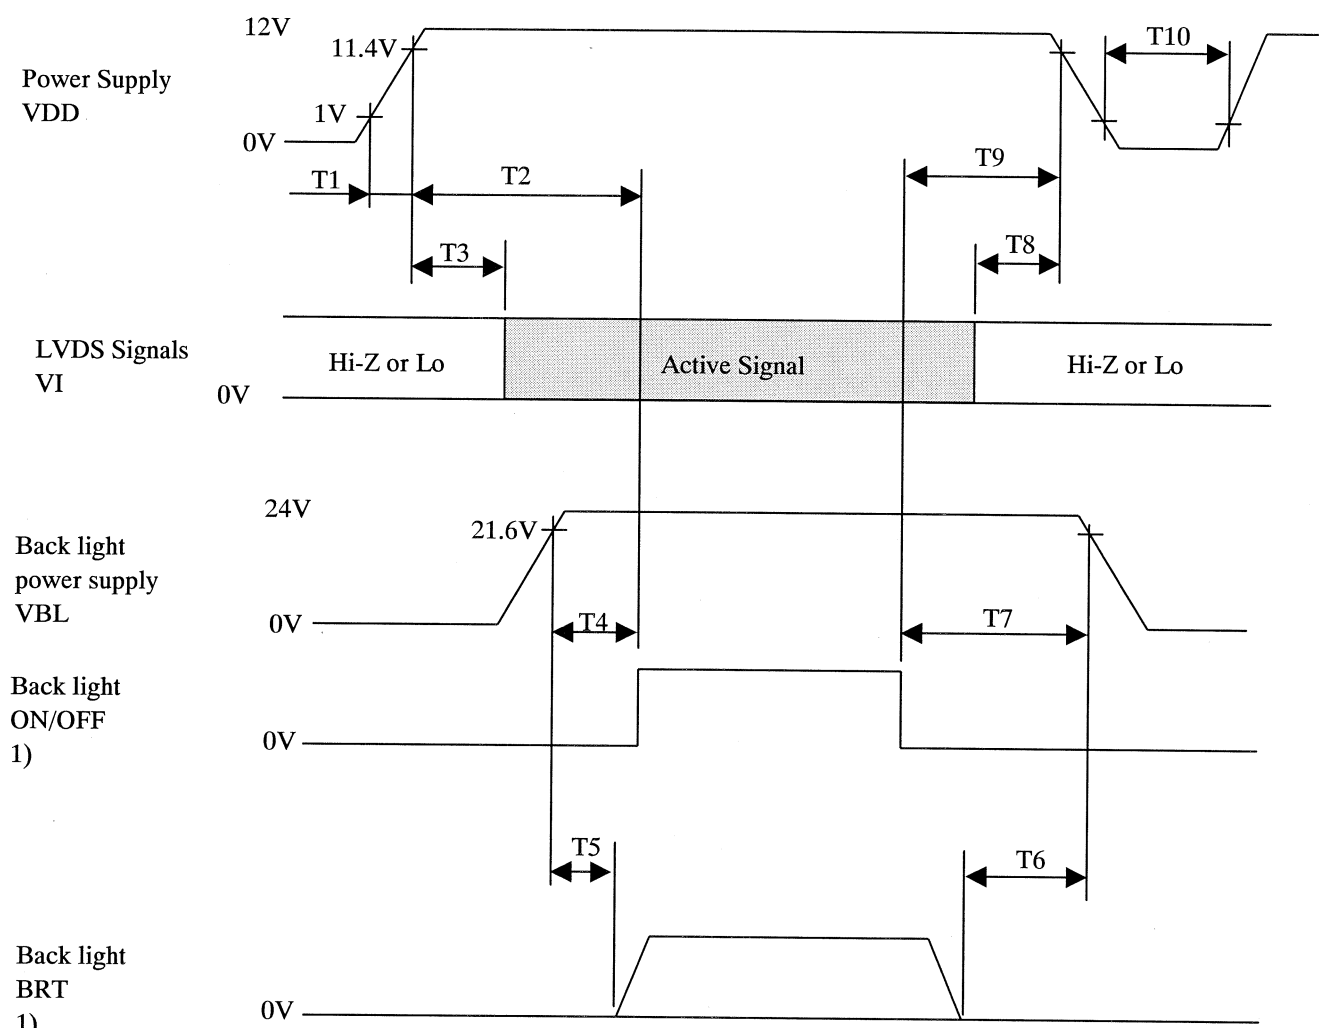 12V
T10
11.4V
Power Supply
VDD
1V
0V
T9
T1
T2
T3
T8
LVDS Signals
VI
Hi-Z or Lo
Active Signal
Hi-Z or Lo
0V
24V
21.6V
Back light
power supply
VBL
0V
T4
T7
Back light
ON/OFF
1)
0V
T5
T6
Back light
BRT
1)
0V